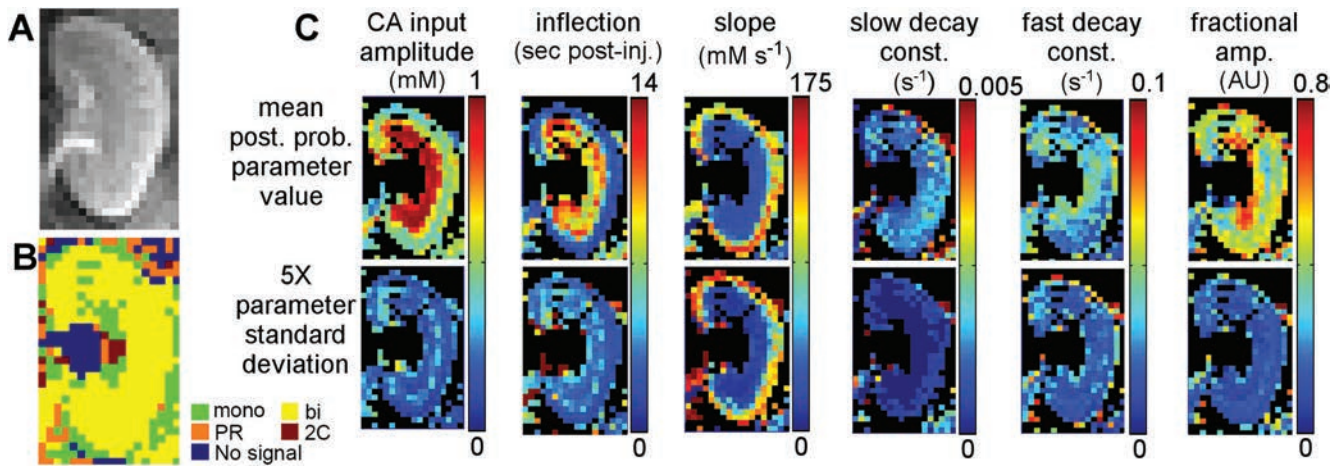 A
B
mono
bi
PR
2C
No signal
C
CA input
amplitude
(mM)
inflection
(sec post-inj.)
slope
(mM s⁻¹)
slow decay
const.
(s⁻¹)
fast decay
const.
(s⁻¹)
fractional
amp.
(AU)
1
14
175
0.005
0.1
0.8
mean
post. prob.
parameter
value
5X
parameter
standard
deviation
0
0
0
0
0
0